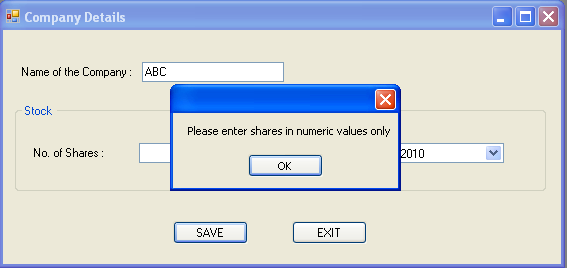 Company Details
Name of the Company : ABC
Stock
Please enter shares in numeric values only
No. of Shares : 2010
OK
SAVE EXIT